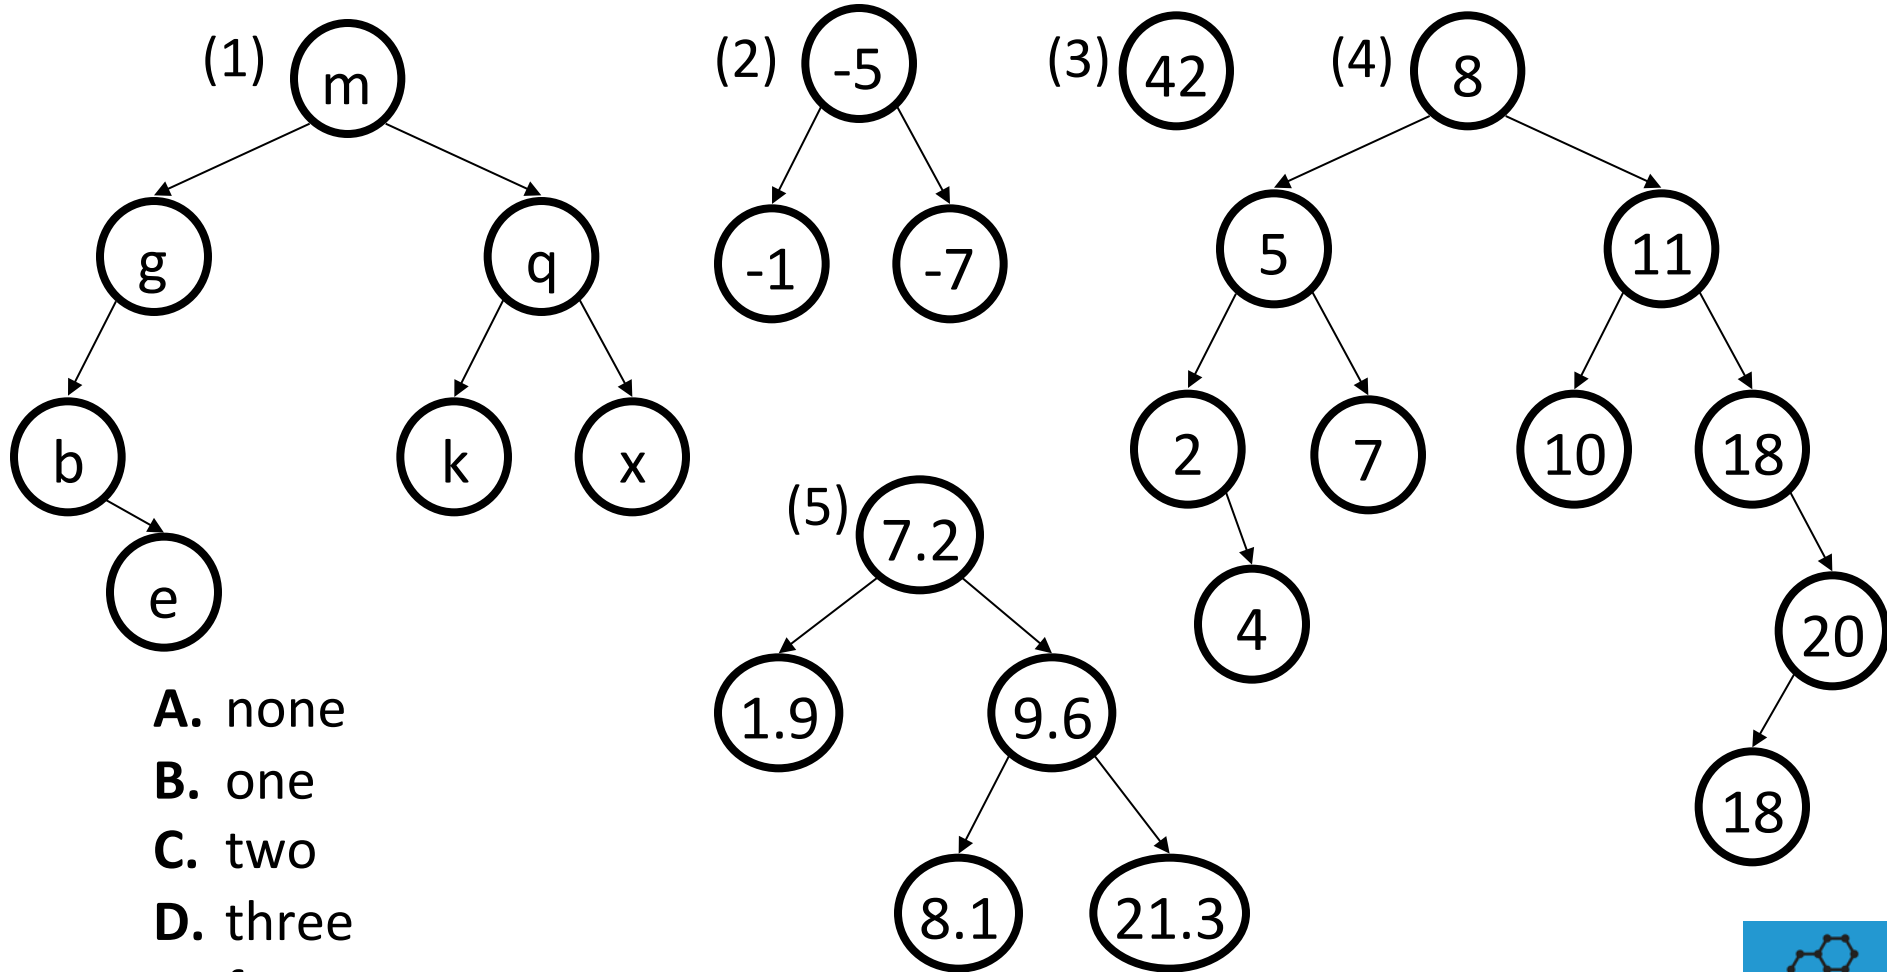 (1)
m
g
q
b
k
x
e
(2)
-5
-1
-7
(3)
42
(4)
8
5
11
2
7
10
18
4
20
18
(5)
7.2
1.9
9.6
8.1
21.3
A. none
B. one
C. two
D. three